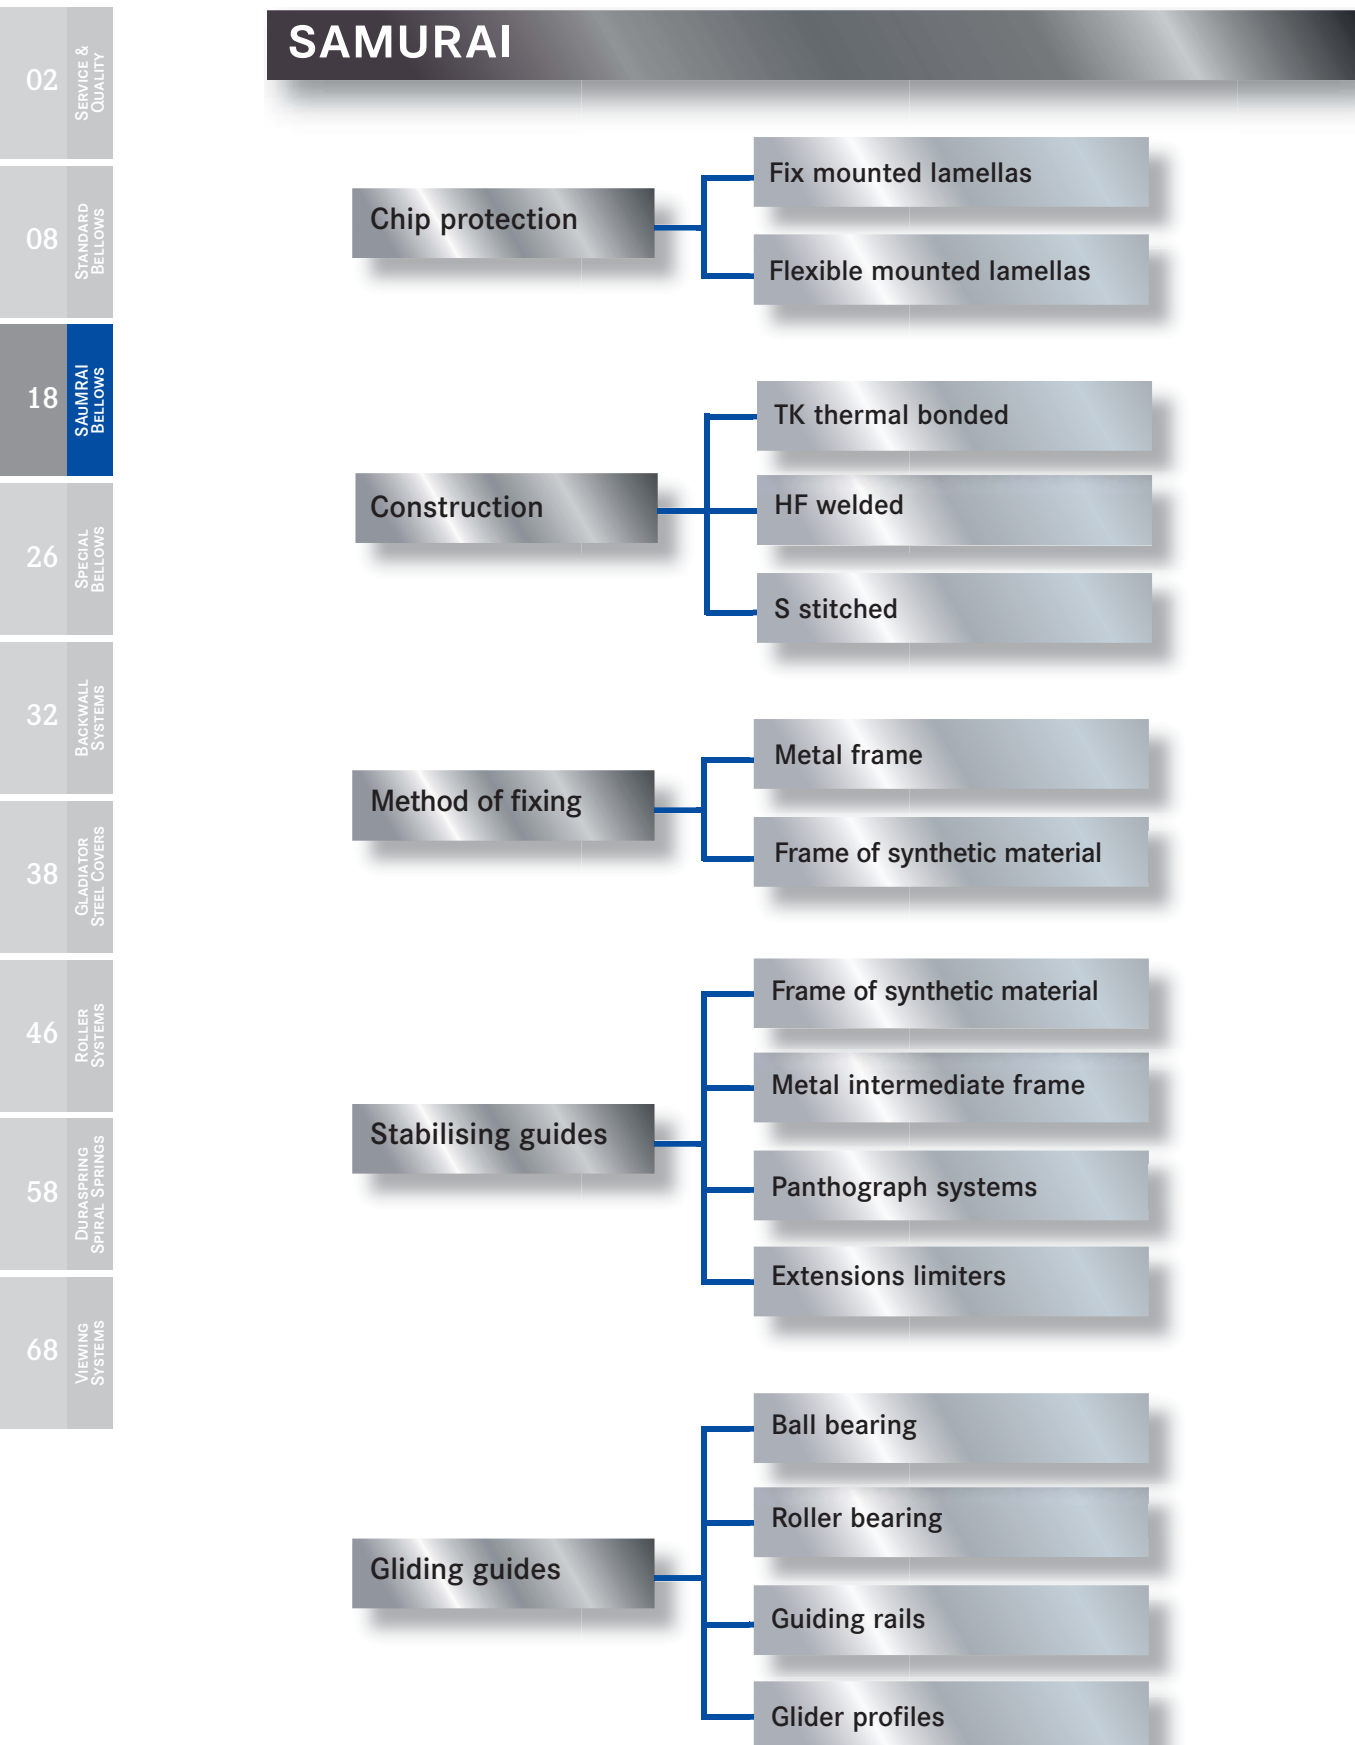 SAMURAI
02
SERVICE &
QUALITY
08
STANDARD
BELLOWS
18
SAuMRAI
BELLOWS
26
SPECIAL
BELLOWS
32
BACKWALL
SYSTEMS
38
GLADIATOR
STEEL COVERS
46
ROLLER
SYSTEMS
58
DURASPRING
SPIRAL SPRINGS
68
VIEWING
SYSTEMS
Chip protection
Fix mounted lamellas
Flexible mounted lamellas
Construction
TK thermal bonded
HF welded
S stitched
Method of fixing
Metal frame
Frame of synthetic material
Stabilising guides
Frame of synthetic material
Metal intermediate frame
Panthograph systems
Extensions limiters
Gliding guides
Ball bearing
Roller bearing
Guiding rails
Glider profiles